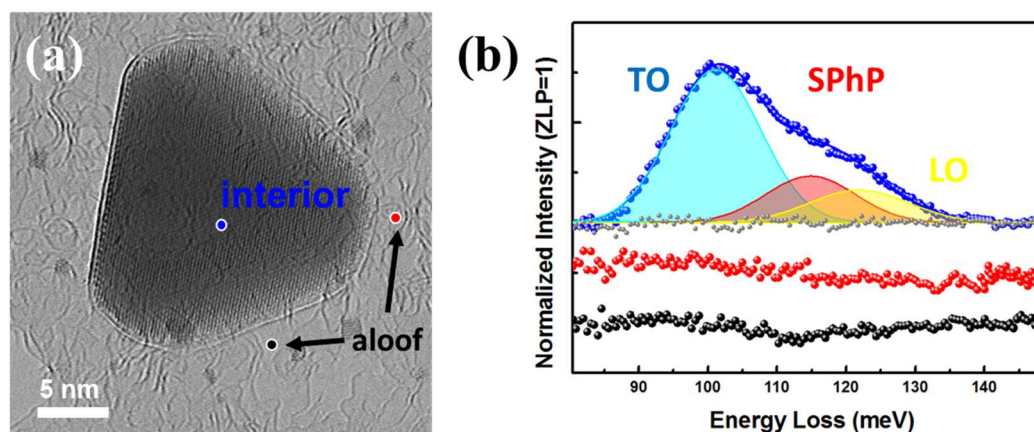 (a)
interior
aloof
5 nm
(b)
Normalized Intensity (ZLP=1)
TO
SPhP
LO
90 100 110 120 130 140
Energy Loss (meV)